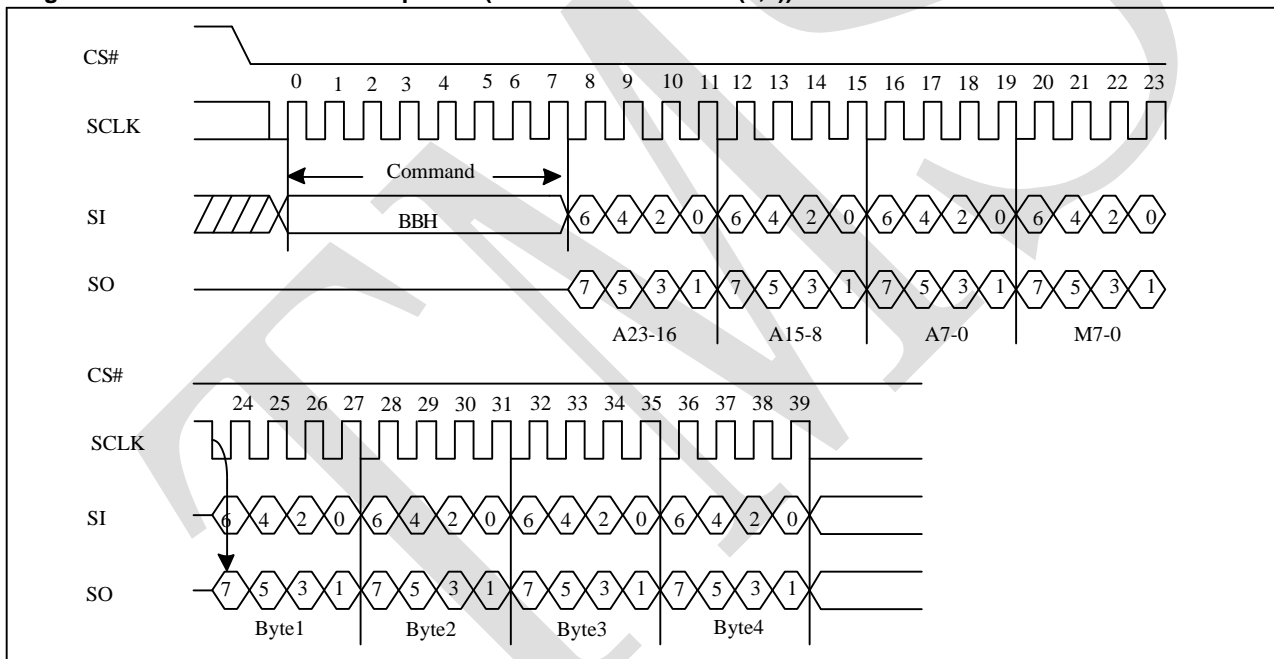 CS#
0 1 2 3 4 5 6 7 8 9 10 11 12 13 14 15 16 17 18 19 20 21 22 23
SCLK
Command
SI BBH 6 4 2 0 6 4 2 0 6 4 2 0 6 4 2 0
SO 7 5 3 1 7 5 3 1 7 5 3 1 7 5 3 1
A23-16 A15-8 A7-0 M7-0
CS#
24 25 26 27 28 29 30 31 32 33 34 35 36 37 38 39
SCLK
SI 6 4 2 0 6 4 2 0 6 4 2 0 6 4 2 0
SO 7 5 3 1 7 5 3 1 7 5 3 1 7 5 3 1
Byte1 Byte2 Byte3 Byte4